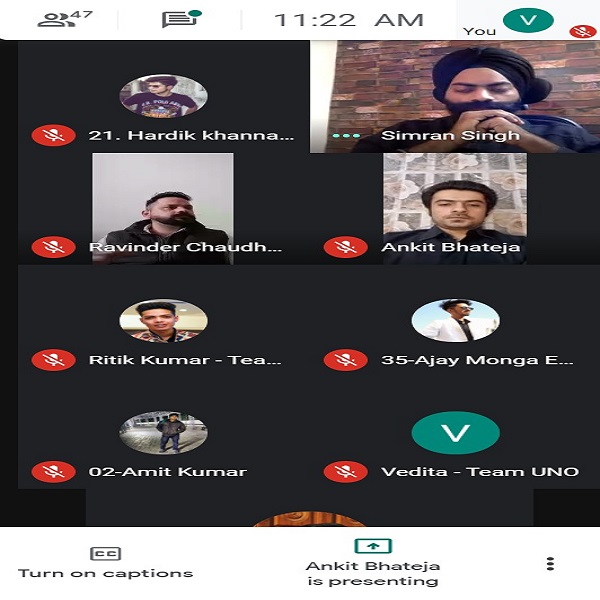 47
11:22 AM
You
V
21. Hardik khanna...
Simran Singh
Ravinder Chaudh...
Ankit Bhateja
Ritik Kumar - Tea...
35-Ajay Monga E...
02-Amit Kumar
V
Vedita - Team UNO
CC
Turn on captions
Ankit Bhateja
is presenting